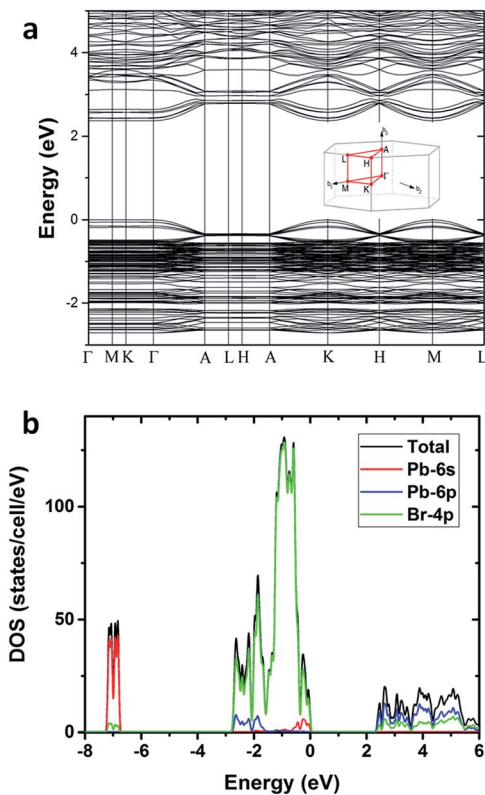 a
Energy (eV)
4
2
0
-2
A
L
H
Γ
M
K
b₁
b₂
b₃
Γ M K Γ A L H A K H M L
b
DOS (states/cell/eV)
100
50
0
Total
Pb-6s
Pb-6p
Br-4p
-8 -6 -4 -2 0 2 4 6
Energy (eV)